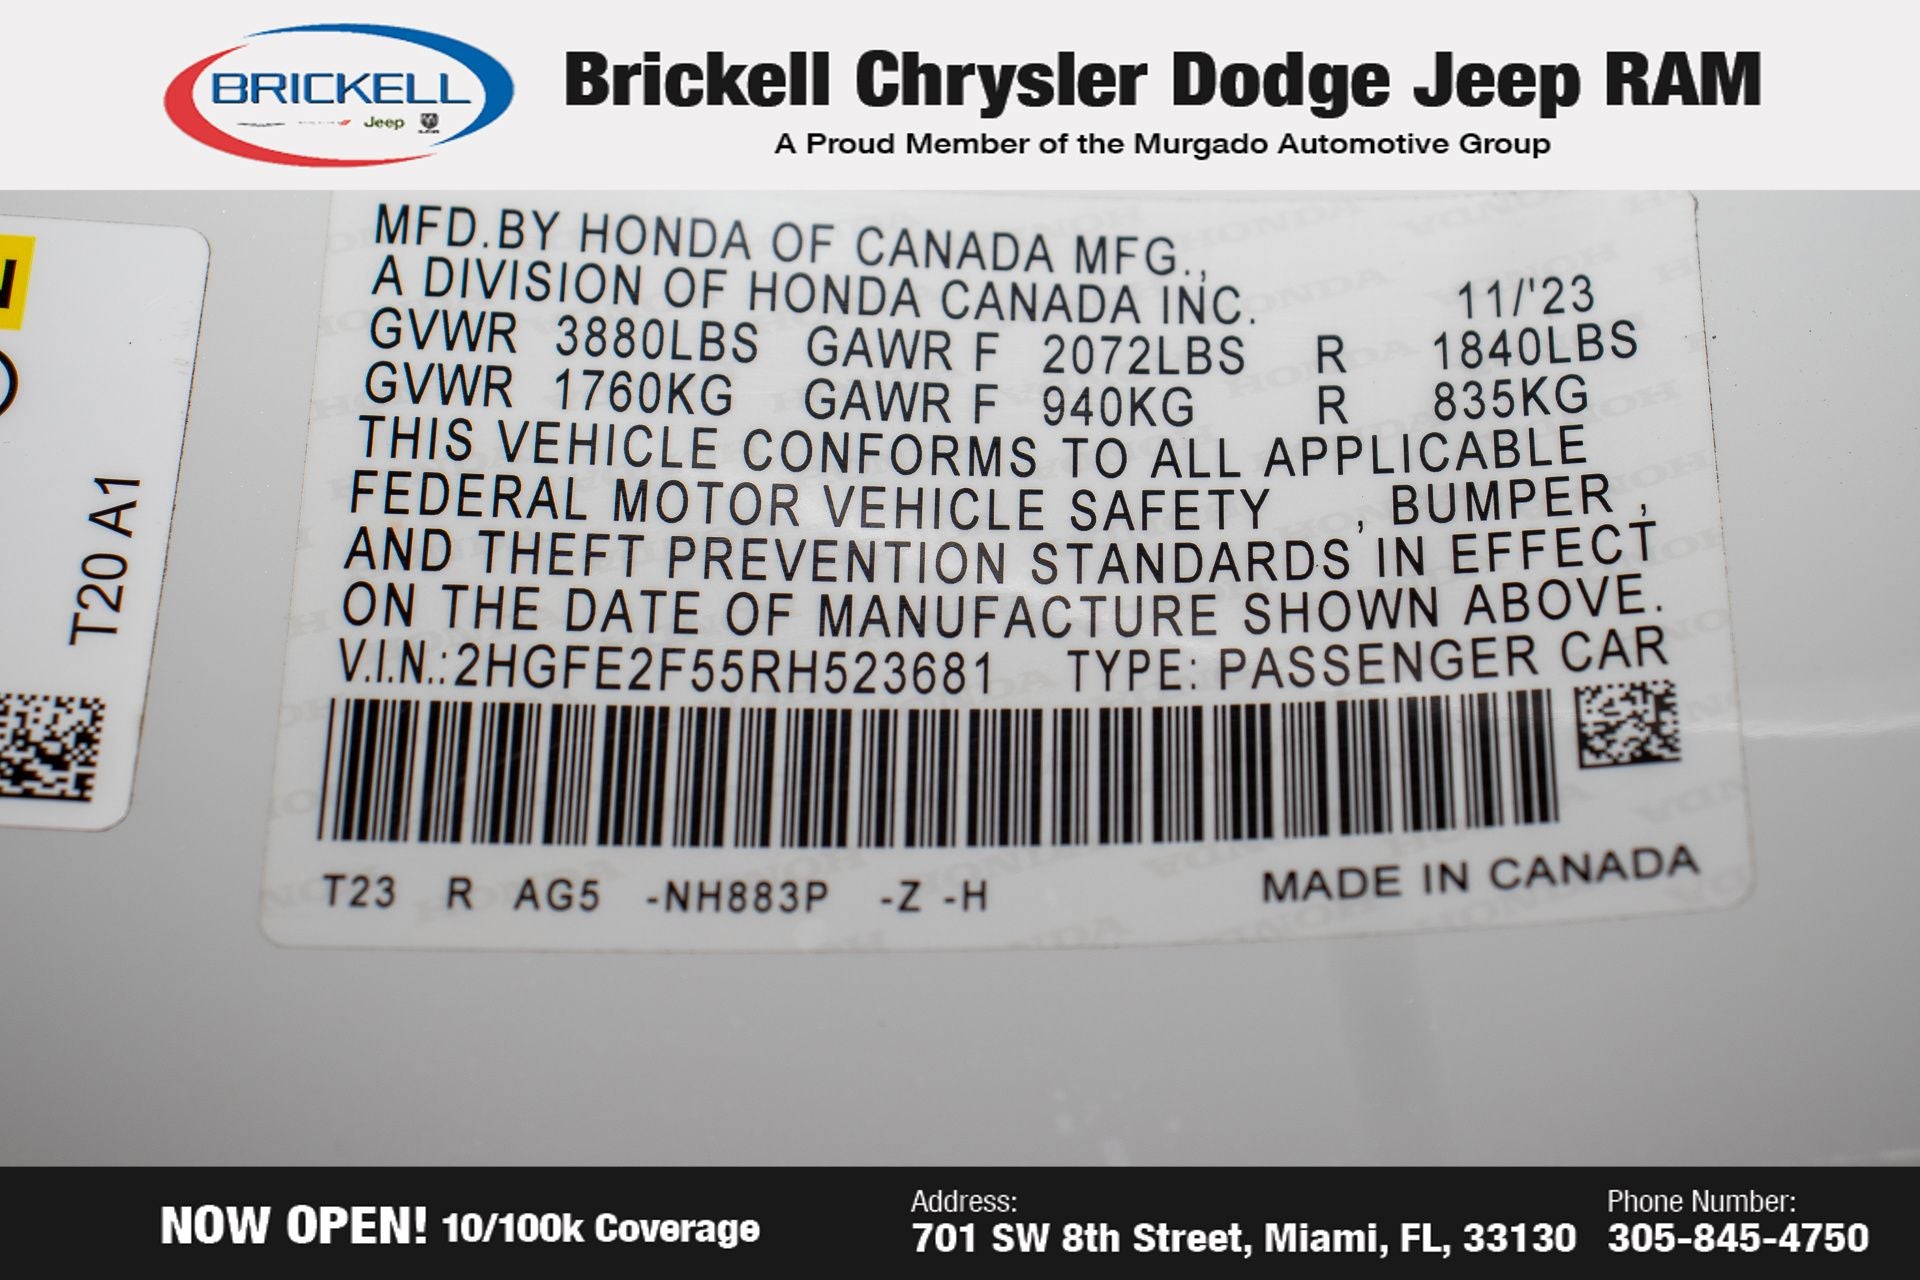 BRICKELL
Jeep
RAM
Brickell Chrysler Dodge Jeep RAM
A Proud Member of the Murgado Automotive Group
MFD.BY HONDA OF CANADA MFG.,
A DIVISION OF HONDA CANADA INC. 11/'23
GVWR 3880LBS GAWR F 2072LBS R 1840LBS
GVWR 1760KG GAWR F 940KG R 835KG
THIS VEHICLE CONFORMS TO ALL APPLICABLE
FEDERAL MOTOR VEHICLE SAFETY , BUMPER ,
AND THEFT PREVENTION STANDARDS IN EFFECT
ON THE DATE OF MANUFACTURE SHOWN ABOVE.
V.I.N.:2HGFE2F55RH523681 TYPE: PASSENGER CAR
T23 R AG5 -NH883P -Z -H
MADE IN CANADA
T20 A1
NOW OPEN! 10/100k Coverage
Address:
701 SW 8th Street, Miami, FL, 33130
Phone Number:
305-845-4750